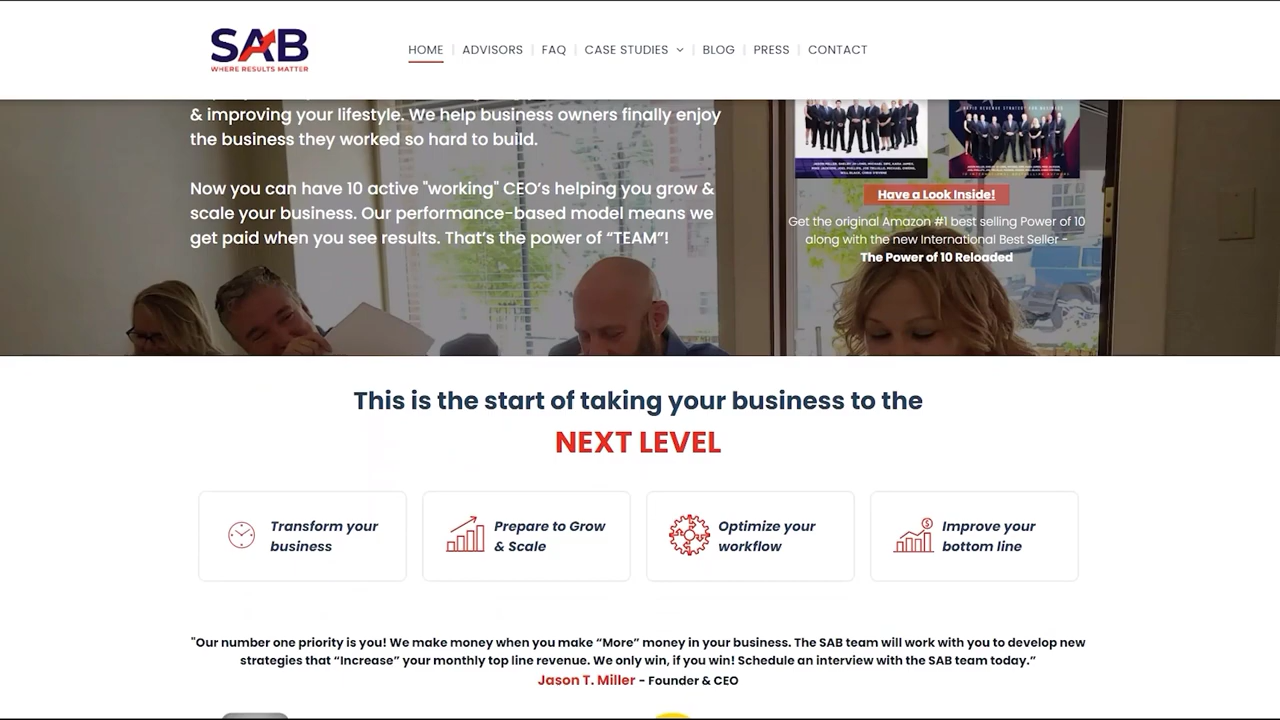 SAB
WHERE RESULTS MATTER
HOME
ADVISORS
FAQ
CASE STUDIES
BLOG
PRESS
CONTACT
& improving your lifestyle. We help business owners finally enjoy
the business they worked so hard to build.
Now you can have 10 active "working" CEO’s helping you grow &
scale your business. Our performance-based model means we
get paid when you see results. That’s the power of “TEAM”!
Have a Look Inside!
Get the original Amazon #1 best selling Power of 10
along with the new International Best Seller -
The Power of 10 Reloaded
This is the start of taking your business to the
NEXT LEVEL
Transform your
business
Prepare to Grow
& Scale
Optimize your
workflow
Improve your
bottom line
"Our number one priority is you! We make money when you make “More” money in your business. The SAB team will work with you to develop new
strategies that “Increase” your monthly top line revenue. We only win, if you win! Schedule an interview with the SAB team today.”
Jason T. Miller - Founder & CEO